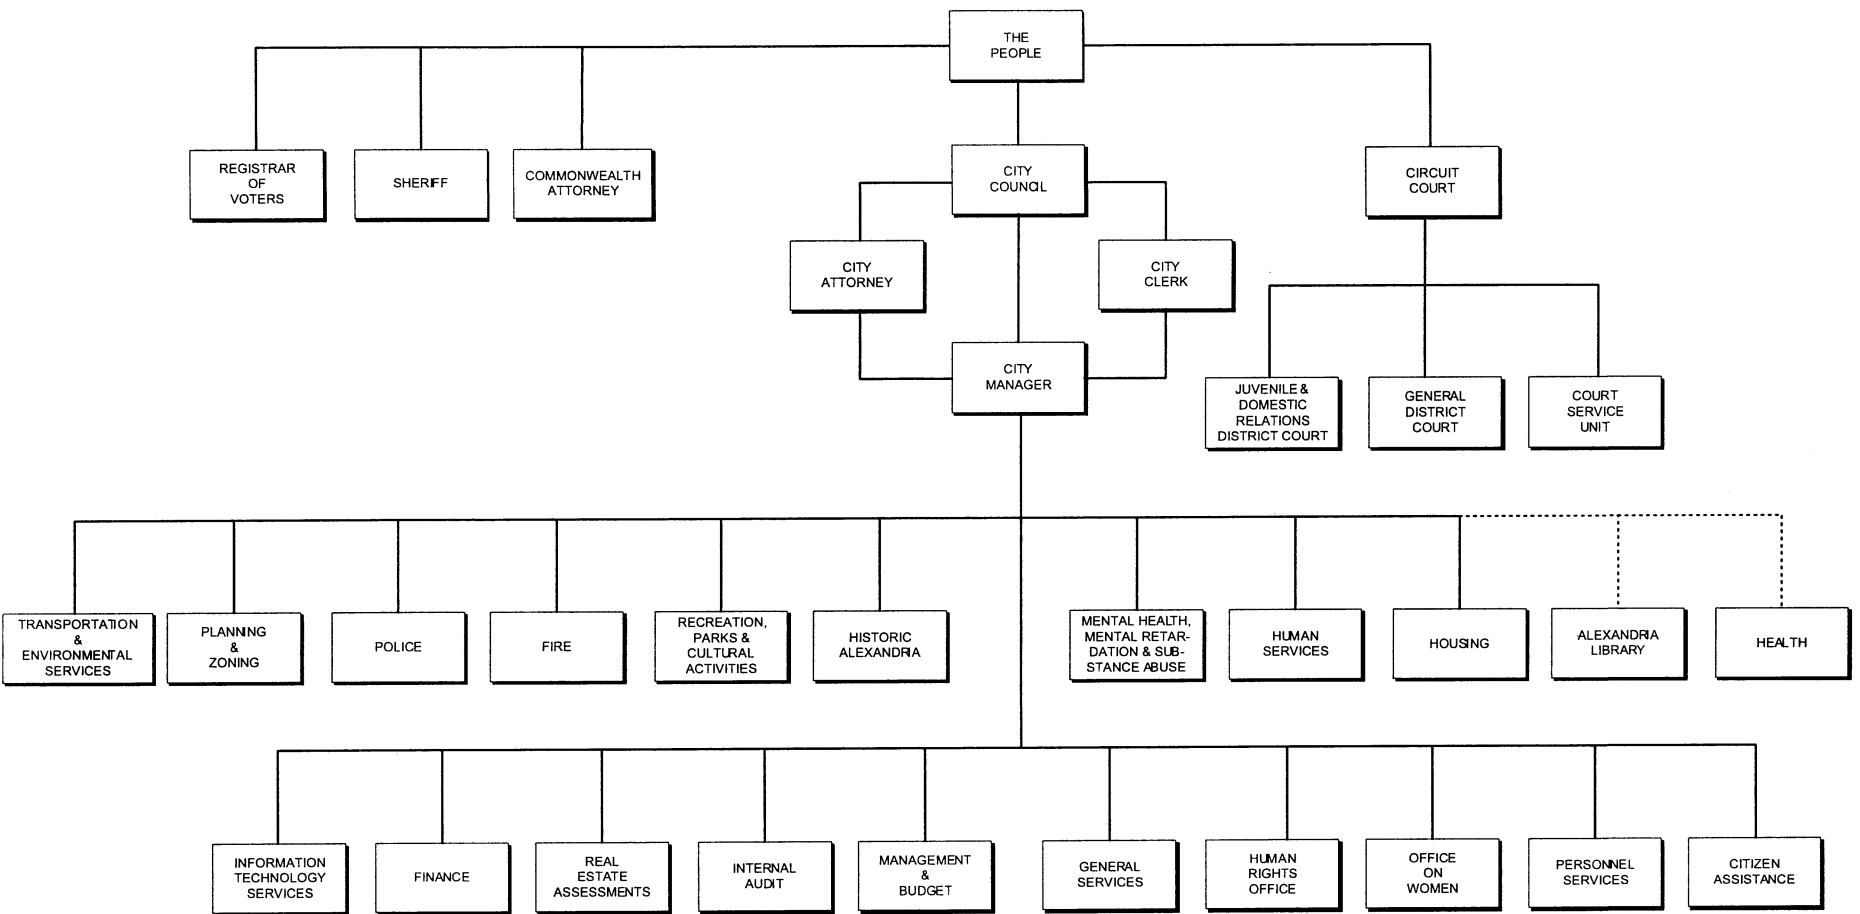 THE
PEOPLE
REGISTRAR
OF
VOTERS
SHERIFF
COMMONWEALTH
ATTORNEY
CITY
COUNCIL
CIRCUIT
COURT
CITY
ATTORNEY
CITY
CLERK
CITY
MANAGER
JUVENILE &
DOMESTIC
RELATIONS
DISTRICT COURT
GENERAL
DISTRICT
COURT
COURT
SERVICE
UNIT
TRANSPORTATION
&
ENVIRONMENTAL
SERVICES
PLANNING
&
ZONING
POLICE
FIRE
RECREATION,
PARKS &
CULTURAL
ACTIVITIES
HISTORIC
ALEXANDRIA
MENTAL HEALTH,
MENTAL RETAR-
DATION & SUB-
STANCE ABUSE
HUMAN
SERVICES
HOUSING
ALEXANDRIA
LIBRARY
HEALTH
INFORMATION
TECHNOLOGY
SERVICES
FINANCE
REAL
ESTATE
ASSESSMENTS
INTERNAL
AUDIT
MANAGEMENT
&
BUDGET
GENERAL
SERVICES
HUMAN
RIGHTS
OFFICE
OFFICE
ON
WOMEN
PERSONNEL
SERVICES
CITIZEN
ASSISTANCE